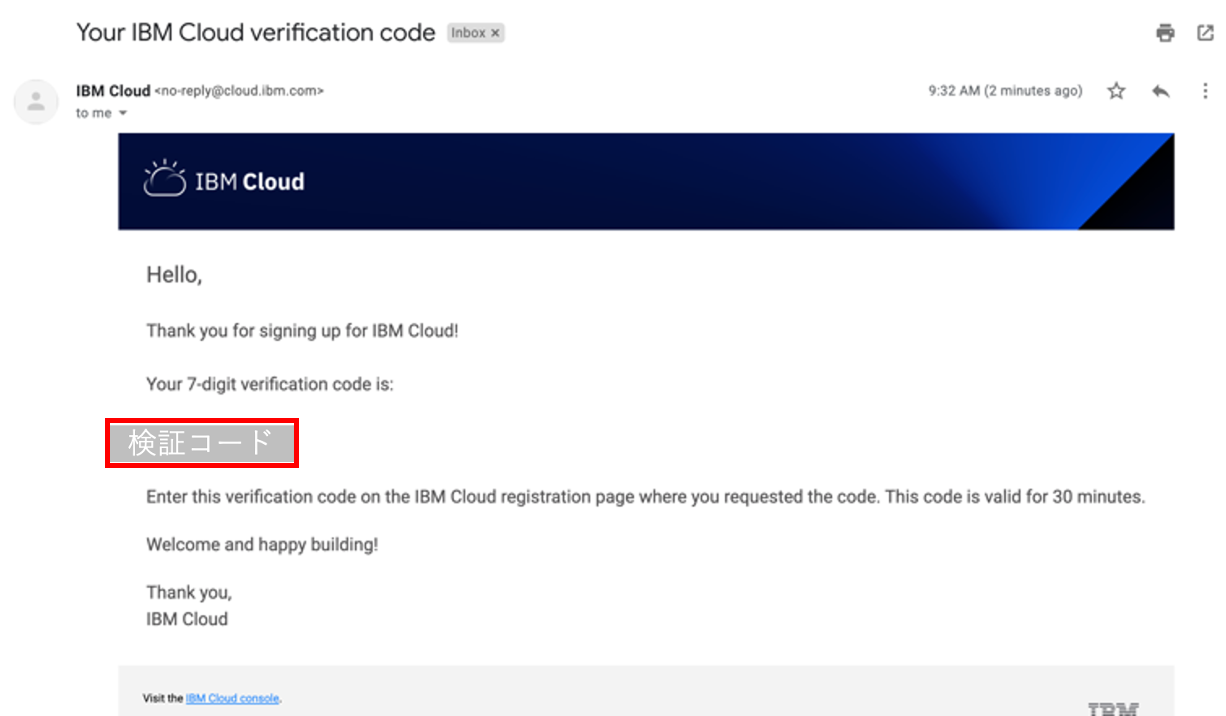 Your IBM Cloud verification code Inbox ×
IBM Cloud <no-reply@cloud.ibm.com> 9:32 AM (2 minutes ago)
to me
IBM Cloud
Hello,
Thank you for signing up for IBM Cloud!
Your 7-digit verification code is:
検証コード
Enter this verification code on the IBM Cloud registration page where you requested the code. This code is valid for 30 minutes.
Welcome and happy building!
Thank you,
IBM Cloud
Visit the IBM Cloud console.
IBM